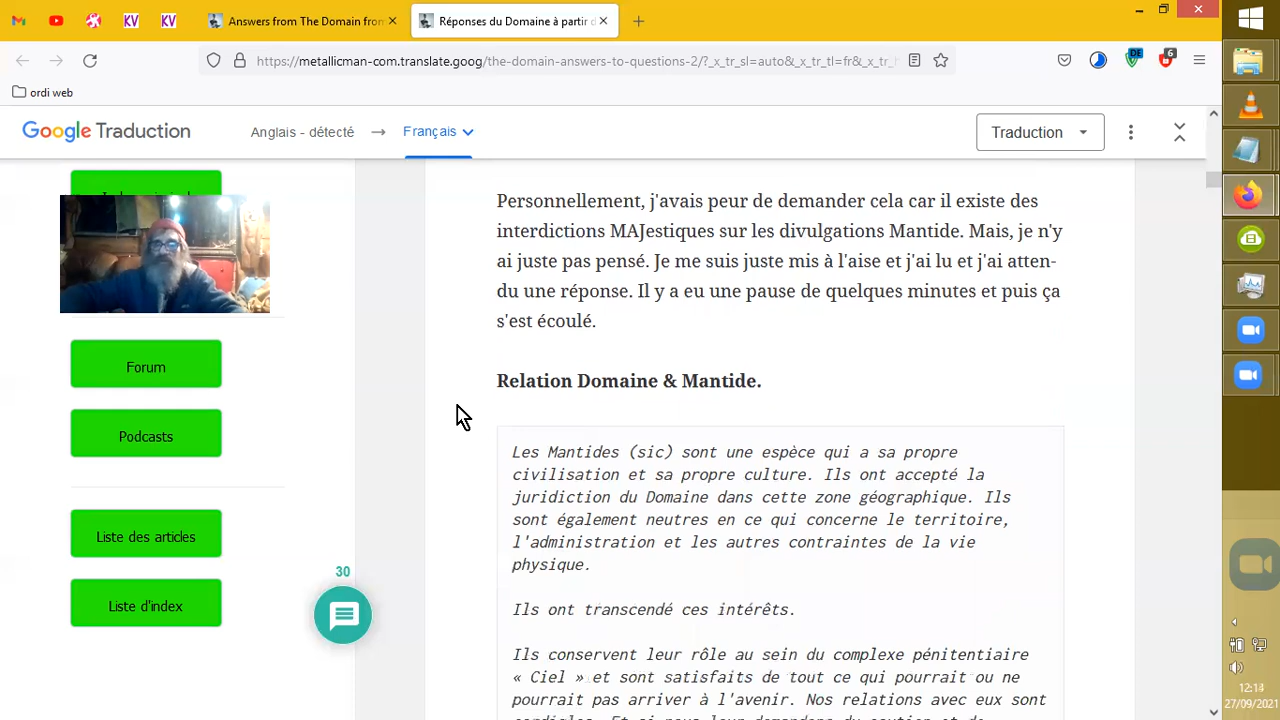 Answers from The Domain from
Réponses du Domaine à partir d
https://metallicman-com.translate.goog/the-domain-answers-to-questions-2/?_x_tr_sl=auto&_x_tr_tl=fr&_x_tr_h
DE
6
ordi web
Google Traduction
Anglais - détecté
Français
Traduction
Personnellement, j'avais peur de demander cela car il existe des
interdictions MAJestiques sur les divulgations Mantide. Mais, je n'y
ai juste pas pensé. Je me suis juste mis à l'aise et j'ai lu et j'ai atten-
du une réponse. Il y a eu une pause de quelques minutes et puis ça
s'est écoulé.
Relation Domaine & Mantide.
Forum
Podcasts
Liste des articles
Liste d'index
30
Les Mantides (sic) sont une espèce qui a sa propre
civilisation et sa propre culture. Ils ont accepté la
juridiction du Domaine dans cette zone géographique. Ils
sont également neutres en ce qui concerne le territoire,
l'administration et les autres contraintes de la vie
physique.
Ils ont transcendé ces intérêts.
Ils conservent leur rôle au sein du complexe pénitentiaire
« Ciel » et sont satisfaits de tout ce qui pourrait ou ne
pourrait pas arriver à l'avenir. Nos relations avec eux sont
12:14
27/09/2021